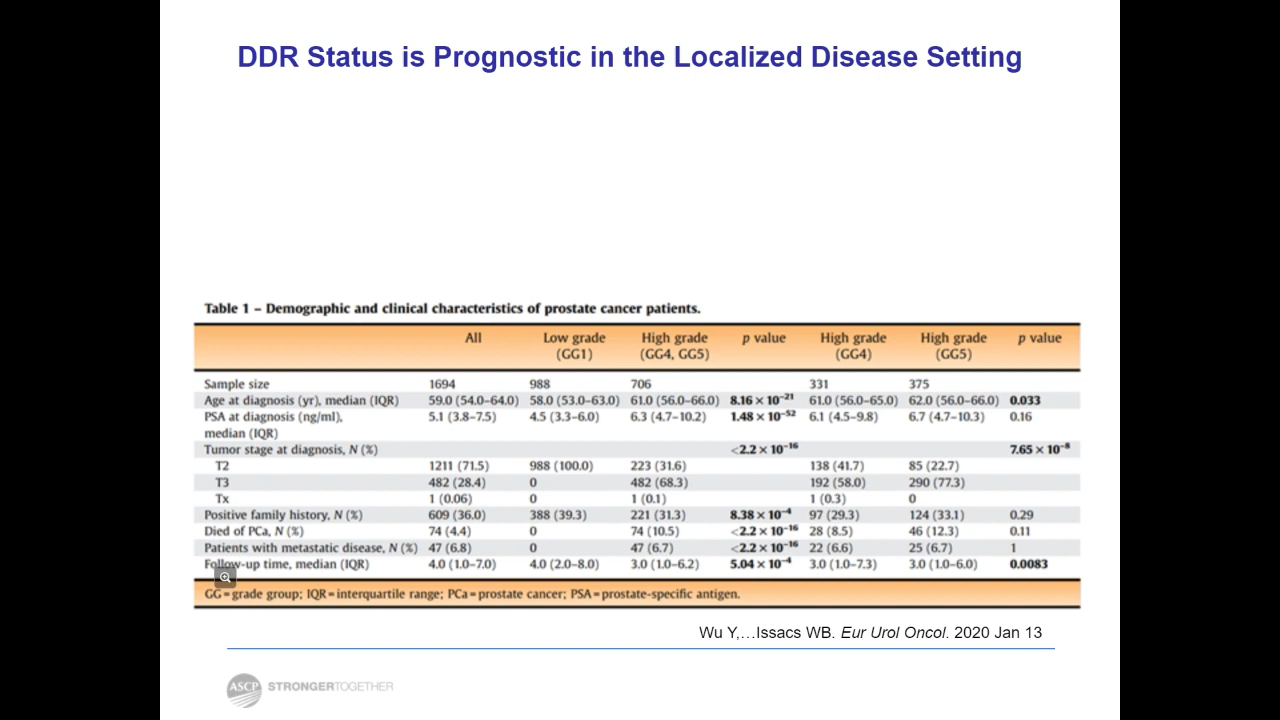 DDR Status is Prognostic in the Localized Disease Setting
Table 1 – Demographic and clinical characteristics of prostate cancer patients.
All Low grade (GG1) High grade (GG4, GG5) p value High grade (GG4) High grade (GG5) p value
Sample size 1694 988 706 331 375
Age at diagnosis (yr), median (IQR) 59.0 (54.0–64.0) 58.0 (53.0–63.0) 61.0 (56.0–66.0) 8.16 × 10⁻²¹ 61.0 (56.0–65.0) 62.0 (56.0–66.0) 0.033
PSA at diagnosis (ng/ml), 5.1 (3.8–7.5) 4.5 (3.3–6.0) 6.3 (4.7–10.2) 1.48 × 10⁻⁵² 6.1 (4.5–9.8) 6.7 (4.7–10.3) 0.16
median (IQR)
Tumor stage at diagnosis, N (%) <2.2 × 10⁻¹⁶ 7.65 × 10⁻⁸
T2 1211 (71.5) 988 (100.0) 223 (31.6) 138 (41.7) 85 (22.7)
T3 482 (28.4) 0 482 (68.3) 192 (58.0) 290 (77.3)
Tx 1 (0.06) 0 1 (0.1) 1 (0.3) 0
Positive family history, N (%) 609 (36.0) 388 (39.3) 221 (31.3) 8.38 × 10⁻⁴ 97 (29.3) 124 (33.1) 0.29
Died of PCa, N (%) 74 (4.4) 0 74 (10.5) <2.2 × 10⁻¹⁶ 28 (8.5) 46 (12.3) 0.11
Patients with metastatic disease, N (%) 47 (6.8) 0 47 (6.7) <2.2 × 10⁻¹⁶ 22 (6.6) 25 (6.7) 1
Follow-up time, median (IQR) 4.0 (1.0–7.0) 4.0 (2.0–8.0) 3.0 (1.0–6.2) 5.04 × 10⁻⁴ 3.0 (1.0–7.3) 3.0 (1.0–6.0) 0.0083
GG = grade group; IQR = interquartile range; PCa = prostate cancer; PSA = prostate-specific antigen.
Wu Y,…Issacs WB. Eur Urol Oncol. 2020 Jan 13
ASCP STRONGERTOGETHER